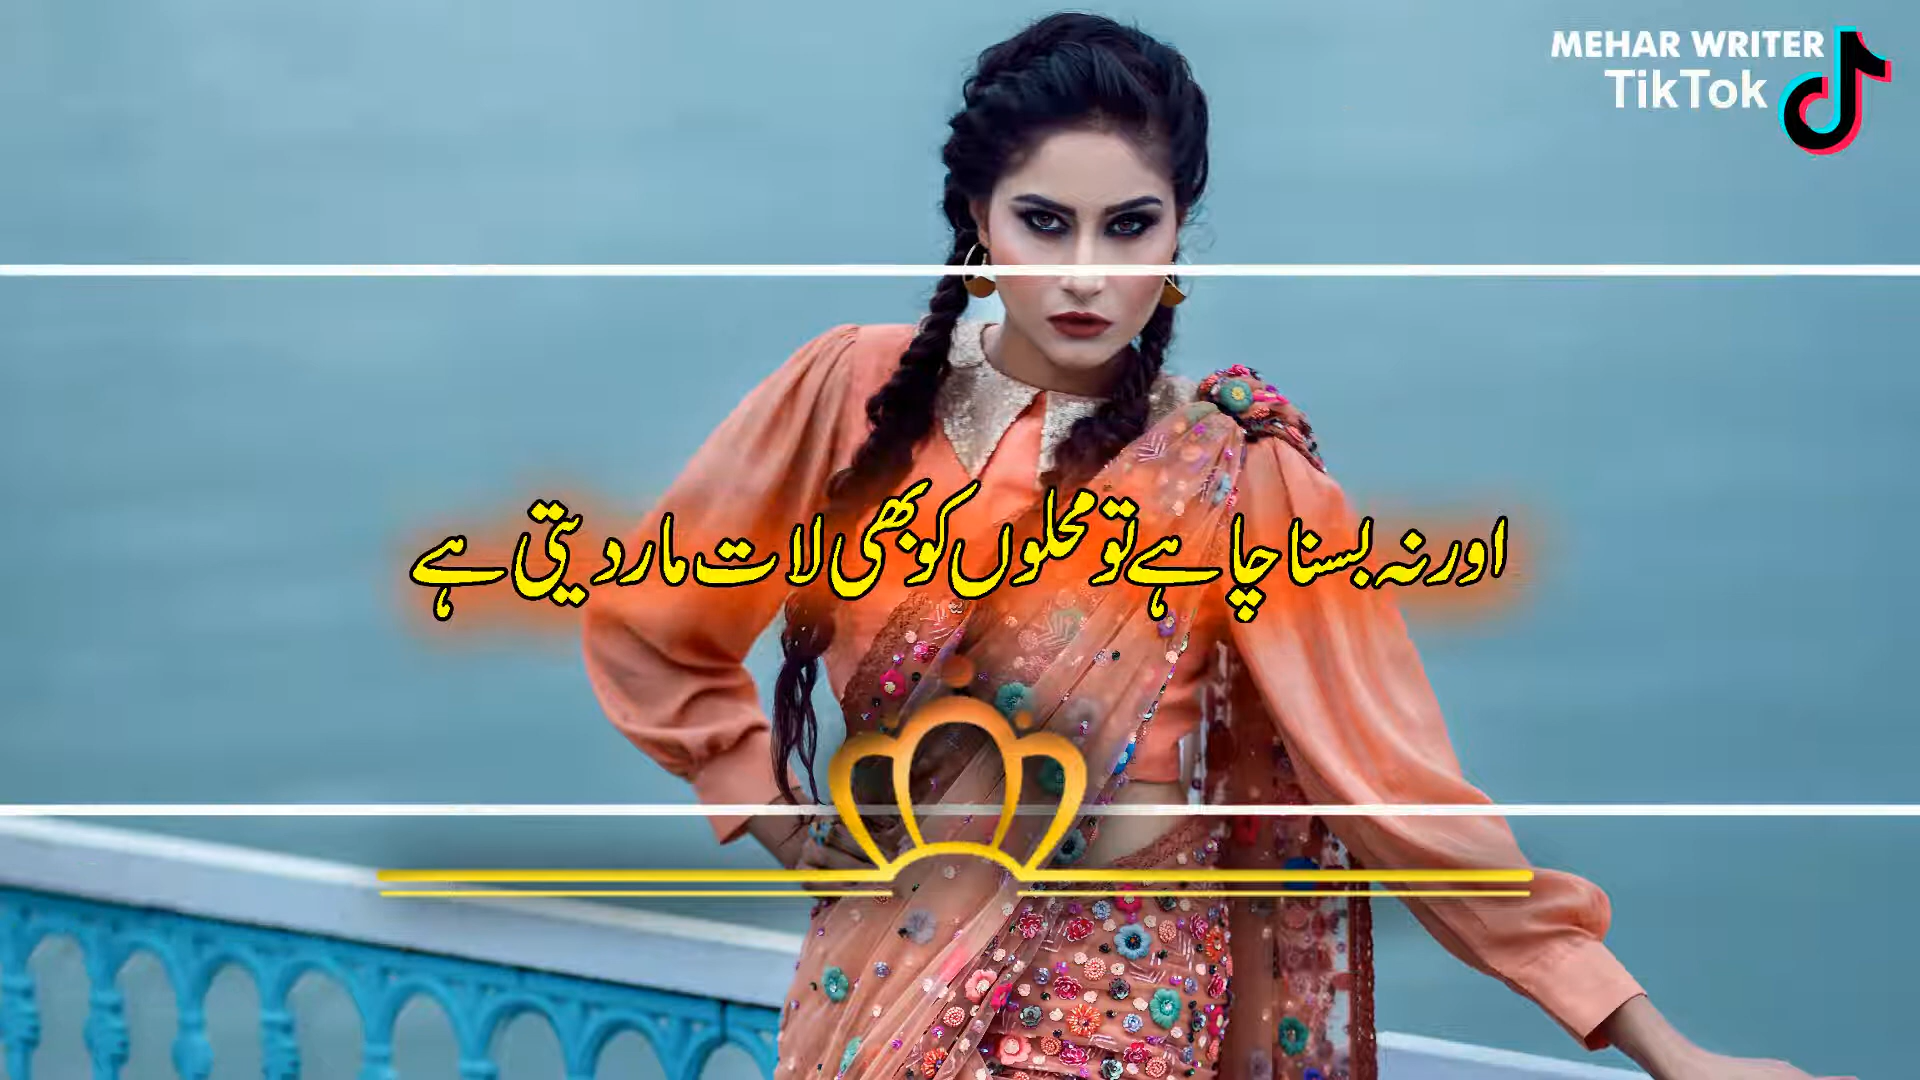 MEHAR WRITER
TikTok
اور نہ بسنا چاہے تو محلوں کو بھی لات مار دیتی ہے